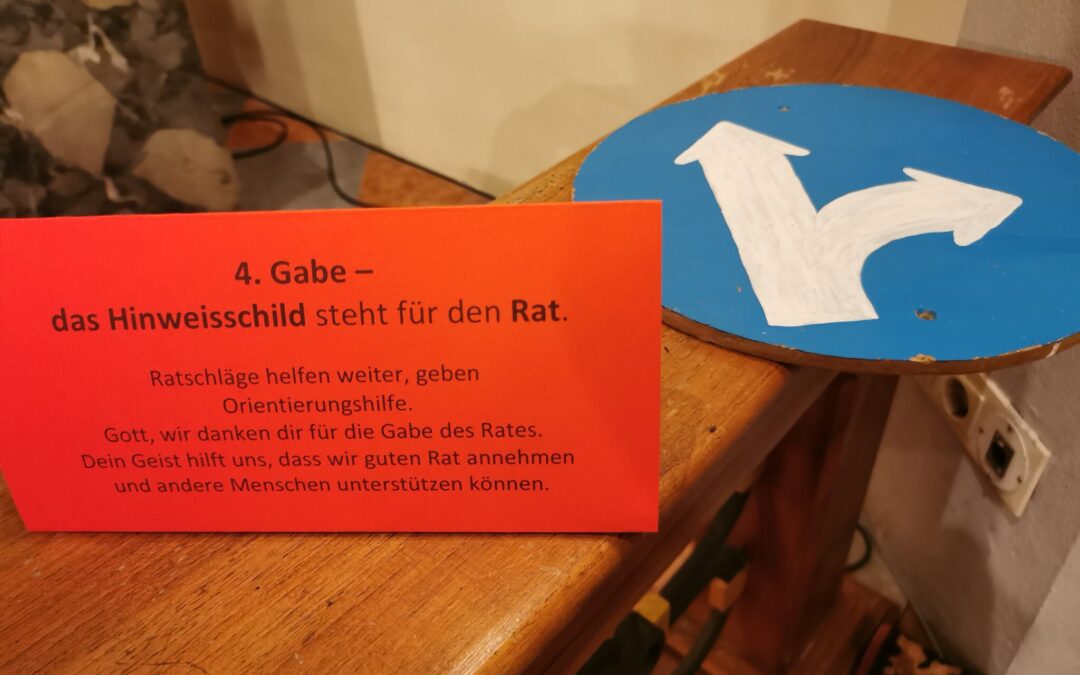 4. Gabe –
das Hinweisschild steht für den Rat.
Ratschläge helfen weiter, geben
Orientierungshilfe.
Gott, wir danken dir für die Gabe des Rates.
Dein Geist hilft uns, dass wir guten Rat annehmen
und andere Menschen unterstützen können.